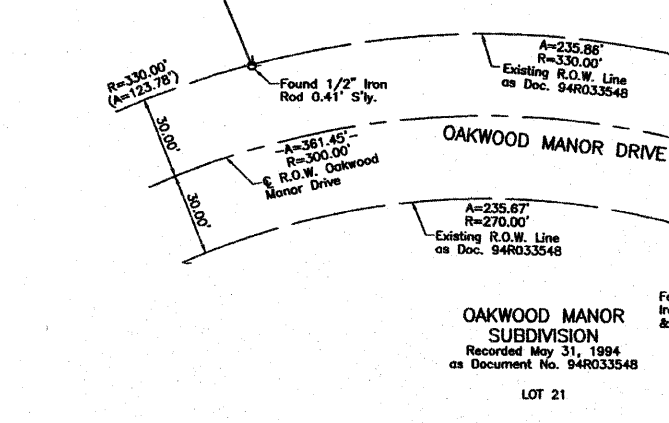 R=330.00'
(A=123.78')
30.00'
30.00'
Found 1/2" Iron
Rod 0.41' S'ly.
A=235.86'
R=330.00'
Existing R.O.W. Line
as Doc. 94R033548
OAKWOOD MANOR DRIVE
A=361.45'
R=300.00'
℄ R.O.W. Oakwood
Manor Drive
A=235.67'
R=270.00'
Existing R.O.W. Line
as Doc. 94R033548
OAKWOOD MANOR
SUBDIVISION
Recorded May 31, 1994
as Document No. 94R033548
LOT 21
&